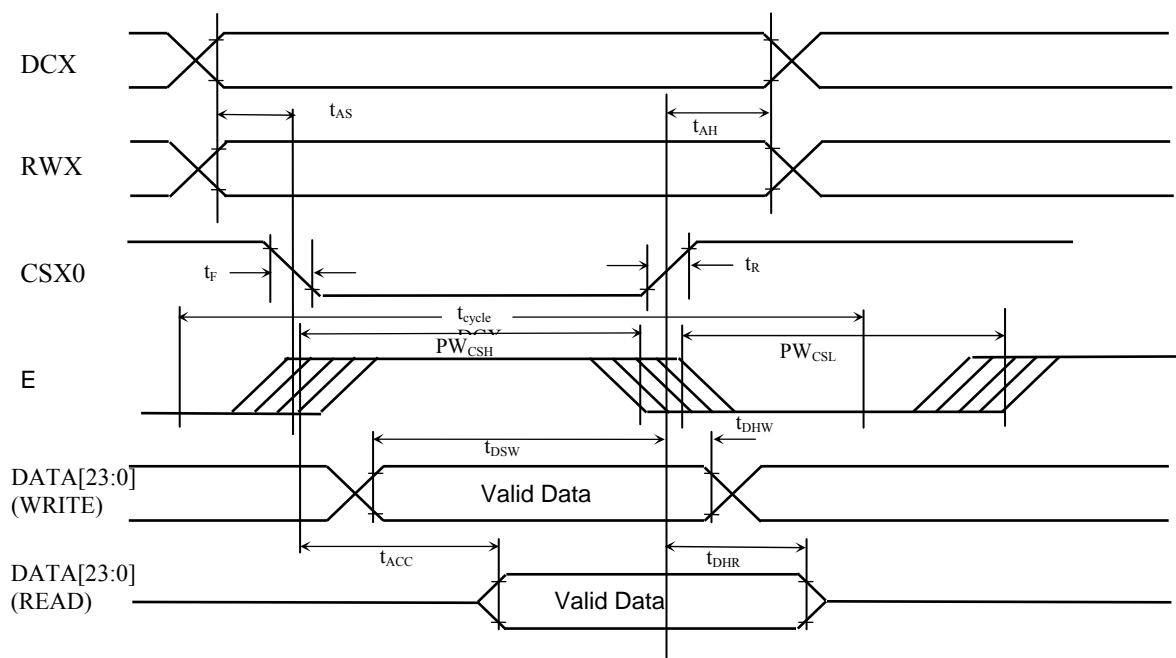 DCX
tAS
tAH
RWX
CSX0
tF
tR
tcycle
PWCSH
PWCSL
E
tDHW
tDSW
DATA[23:0]
(WRITE)
Valid Data
tACC
tDHR
DATA[23:0]
(READ)
Valid Data